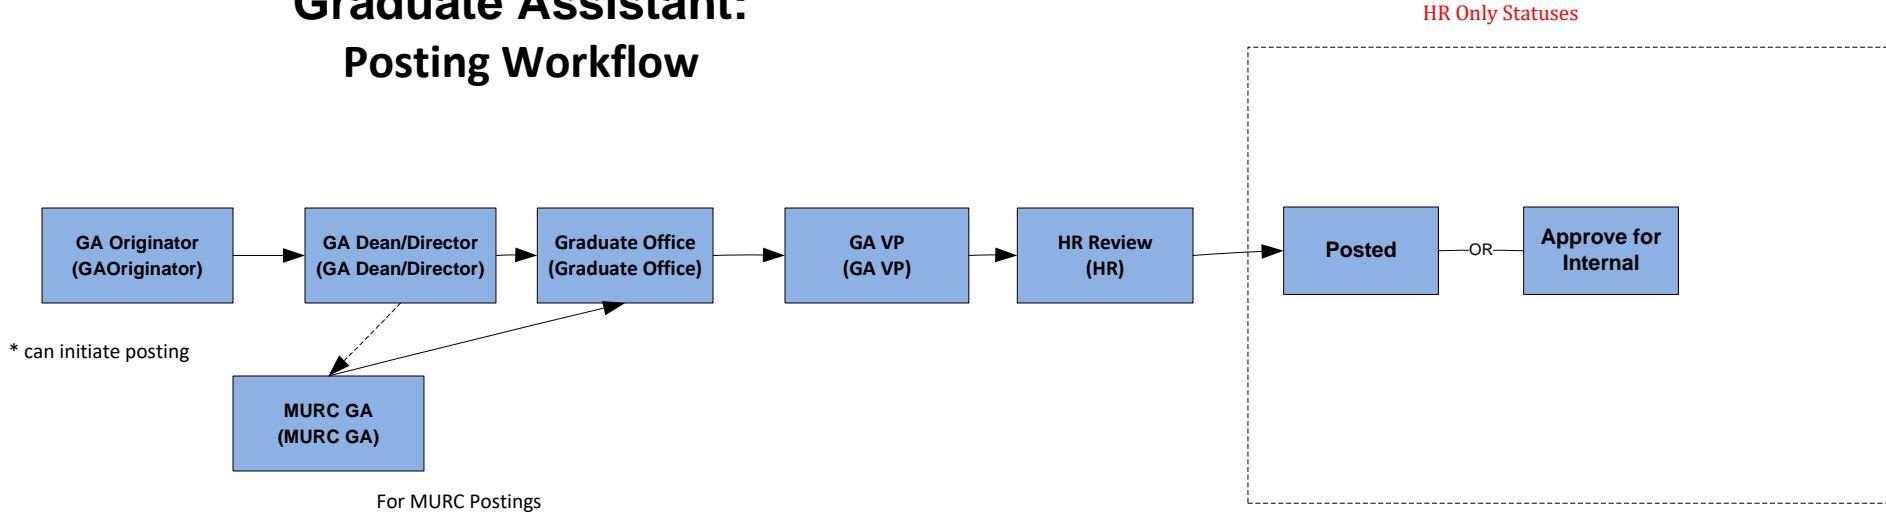 Graduate Assistant:
Posting Workflow
HR Only Statuses
GA Originator
(GAOriginator)
GA Dean/Director
(GA Dean/Director)
Graduate Office
(Graduate Office)
GA VP
(GA VP)
HR Review
(HR)
Posted
OR
Approve for
Internal
* can initiate posting
MURC GA
(MURC GA)
For MURC Postings